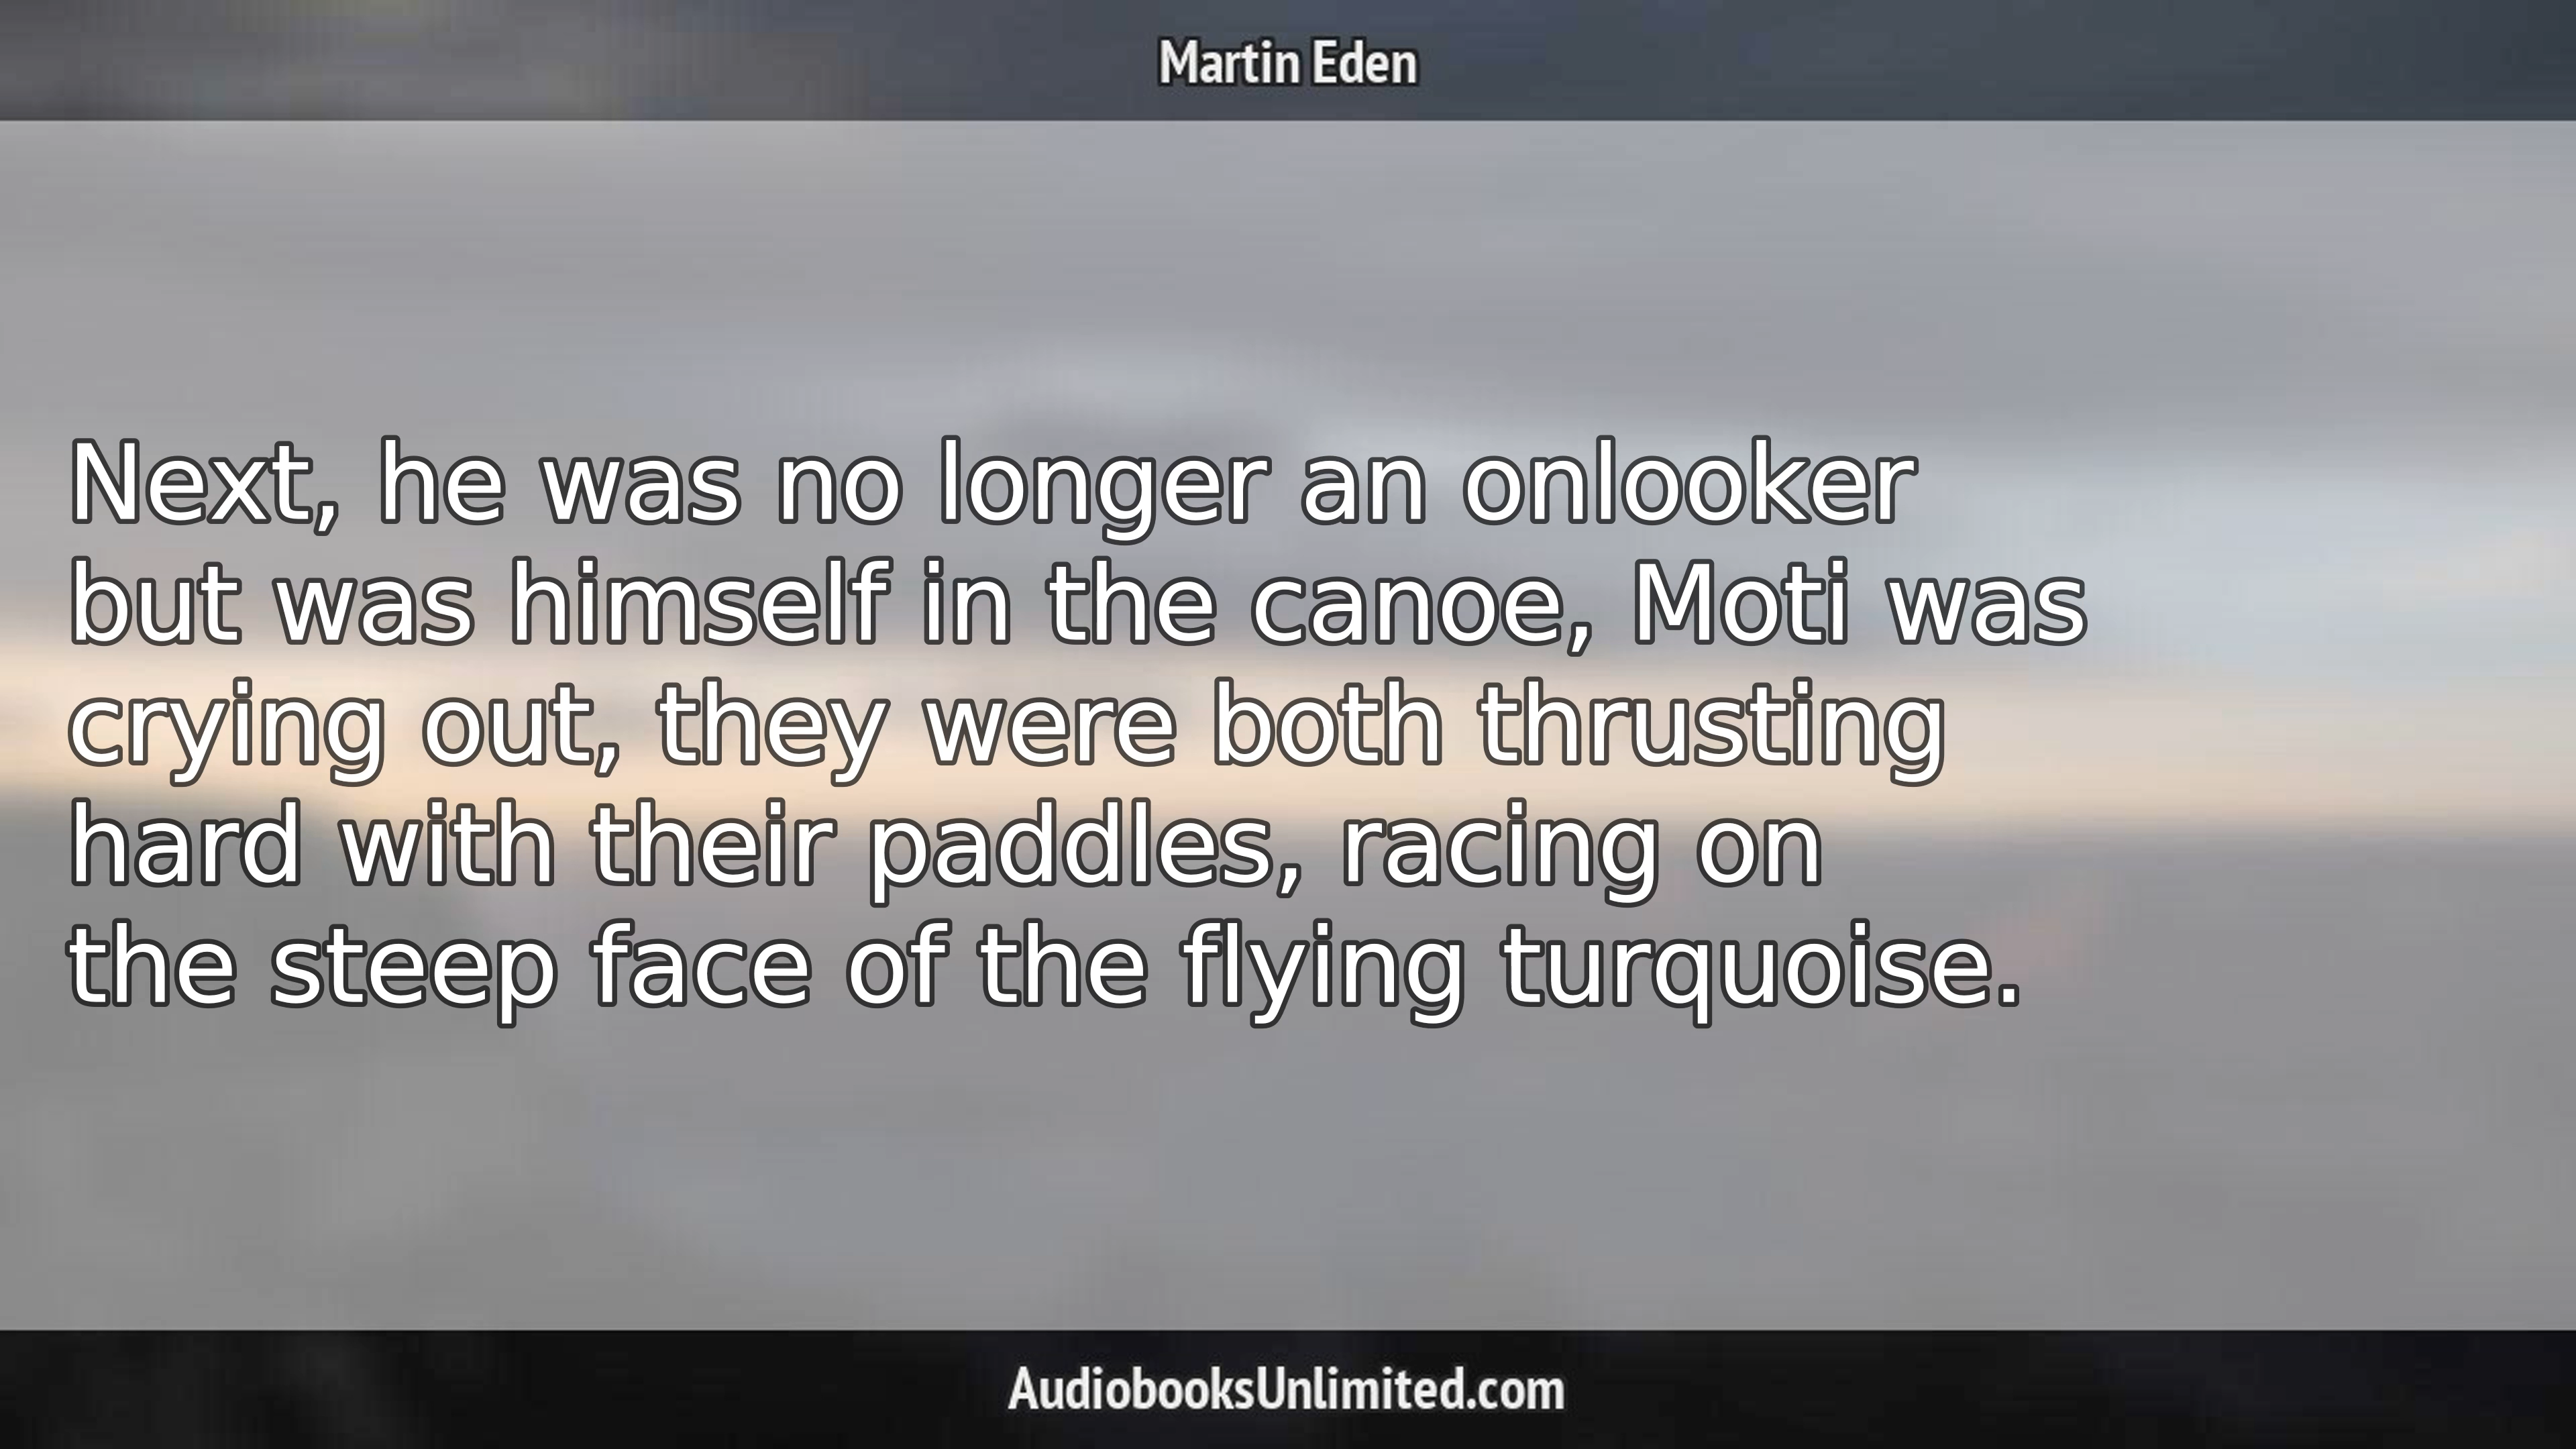 Martin Eden
Next, he was no longer an onlooker
but was himself in the canoe, Moti was
crying out, they were both thrusting
hard with their paddles, racing on
the steep face of the flying turquoise.
AudiobooksUnlimited.com